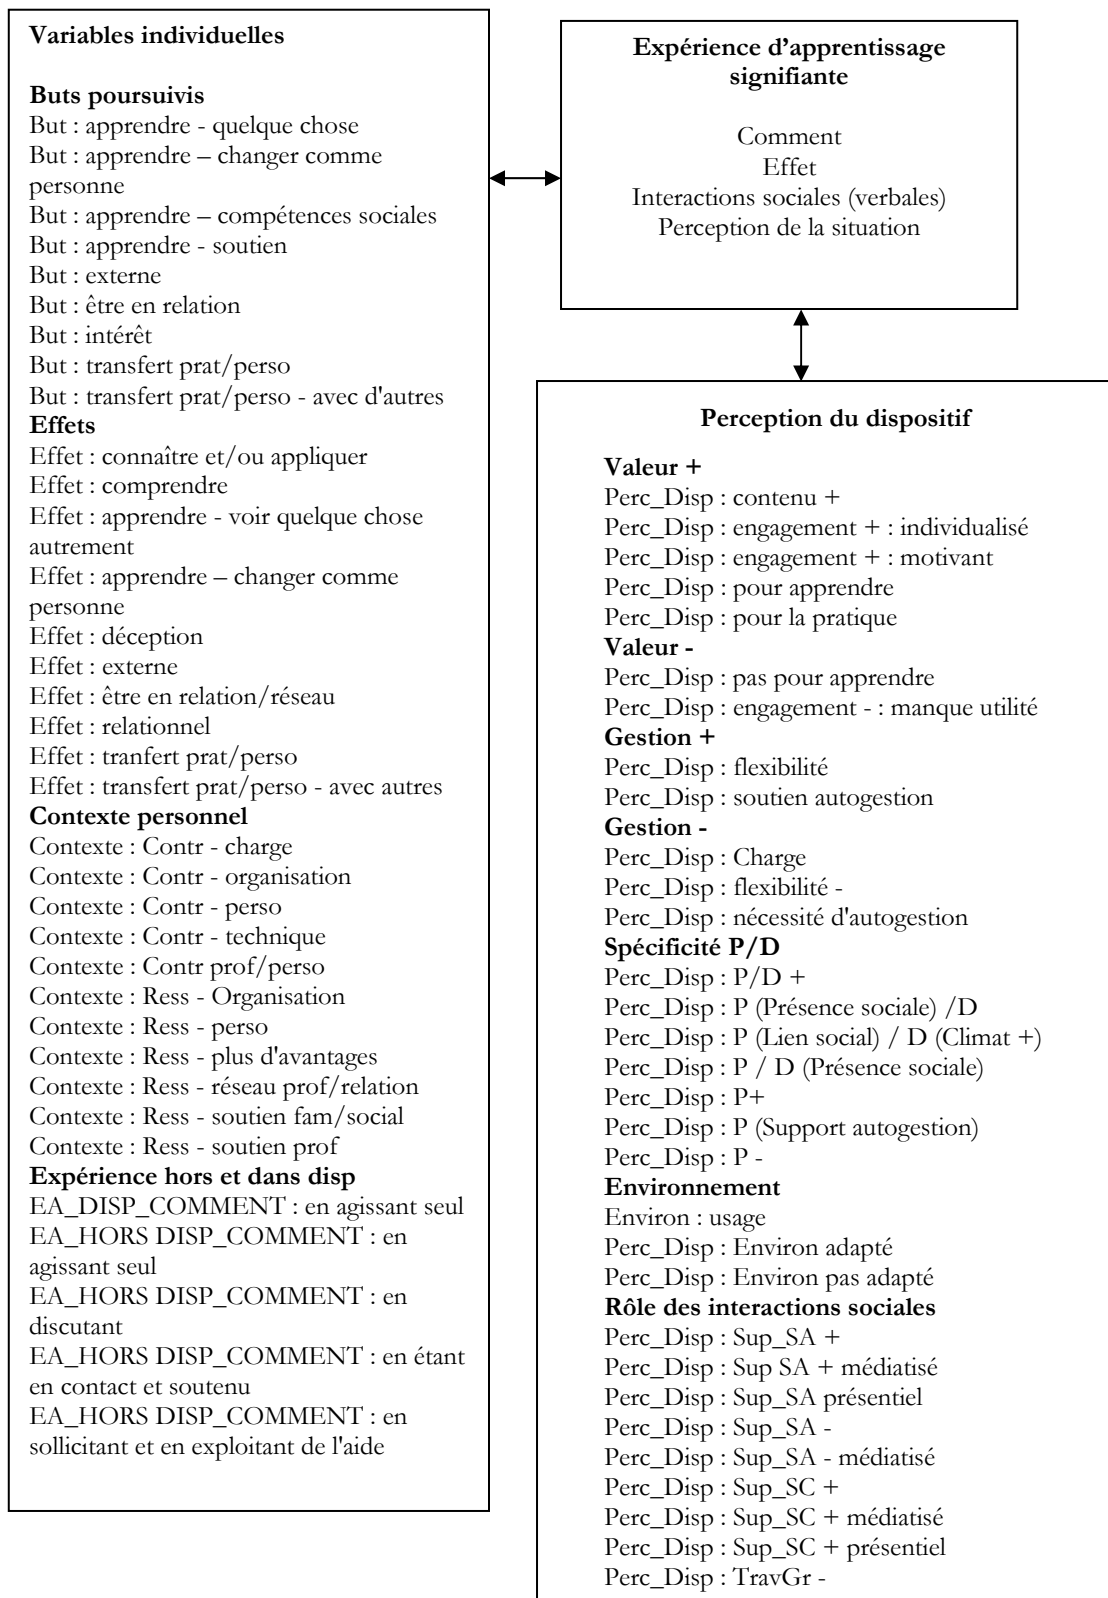 Variables individuelles
Buts poursuivis
But : apprendre - quelque chose
But : apprendre – changer comme
personne
But : apprendre – compétences sociales
But : apprendre - soutien
But : externe
But : être en relation
But : intérêt
But : transfert prat/perso
But : transfert prat/perso - avec d'autres
Effets
Effet : connaître et/ou appliquer
Effet : comprendre
Effet : apprendre - voir quelque chose
autrement
Effet : apprendre – changer comme
personne
Effet : déception
Effet : externe
Effet : être en relation/réseau
Effet : relationnel
Effet : tranfert prat/perso
Effet : transfert prat/perso - avec autres
Contexte personnel
Contexte : Contr - charge
Contexte : Contr - organisation
Contexte : Contr - perso
Contexte : Contr - technique
Contexte : Contr prof/perso
Contexte : Ress - Organisation
Contexte : Ress - perso
Contexte : Ress - plus d'avantages
Contexte : Ress - réseau prof/relation
Contexte : Ress - soutien fam/social
Contexte : Ress - soutien prof
Expérience hors et dans disp
EA_DISP_COMMENT : en agissant seul
EA_HORS DISP_COMMENT : en
agissant seul
EA_HORS DISP_COMMENT : en
discutant
EA_HORS DISP_COMMENT : en étant
en contact et soutenu
EA_HORS DISP_COMMENT : en
sollicitant et en exploitant de l'aide
Expérience d’apprentissage
signifiante
Comment
Effet
Interactions sociales (verbales)
Perception de la situation
Perception du dispositif
Valeur +
Perc_Disp : contenu +
Perc_Disp : engagement + : individualisé
Perc_Disp : engagement + : motivant
Perc_Disp : pour apprendre
Perc_Disp : pour la pratique
Valeur -
Perc_Disp : pas pour apprendre
Perc_Disp : engagement - : manque utilité
Gestion +
Perc_Disp : flexibilité
Perc_Disp : soutien autogestion
Gestion -
Perc_Disp : Charge
Perc_Disp : flexibilité -
Perc_Disp : nécessité d'autogestion
Spécificité P/D
Perc_Disp : P/D +
Perc_Disp : P (Présence sociale) /D
Perc_Disp : P (Lien social) / D (Climat +)
Perc_Disp : P / D (Présence sociale)
Perc_Disp : P+
Perc_Disp : P (Support autogestion)
Perc_Disp : P -
Environnement
Environ : usage
Perc_Disp : Environ adapté
Perc_Disp : Environ pas adapté
Rôle des interactions sociales
Perc_Disp : Sup_SA +
Perc_Disp : Sup SA + médiatisé
Perc_Disp : Sup_SA présentiel
Perc_Disp : Sup_SA -
Perc_Disp : Sup_SA - médiatisé
Perc_Disp : Sup_SC +
Perc_Disp : Sup_SC + médiatisé
Perc_Disp : Sup_SC + présentiel
Perc_Disp : TravGr -